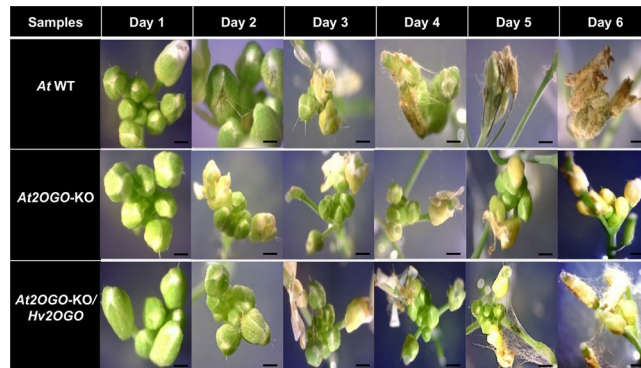 Samples Day 1 Day 2 Day 3 Day 4 Day 5 Day 6
At WT
At2OGO-KO
At2OGO-KO/
Hv2OGO